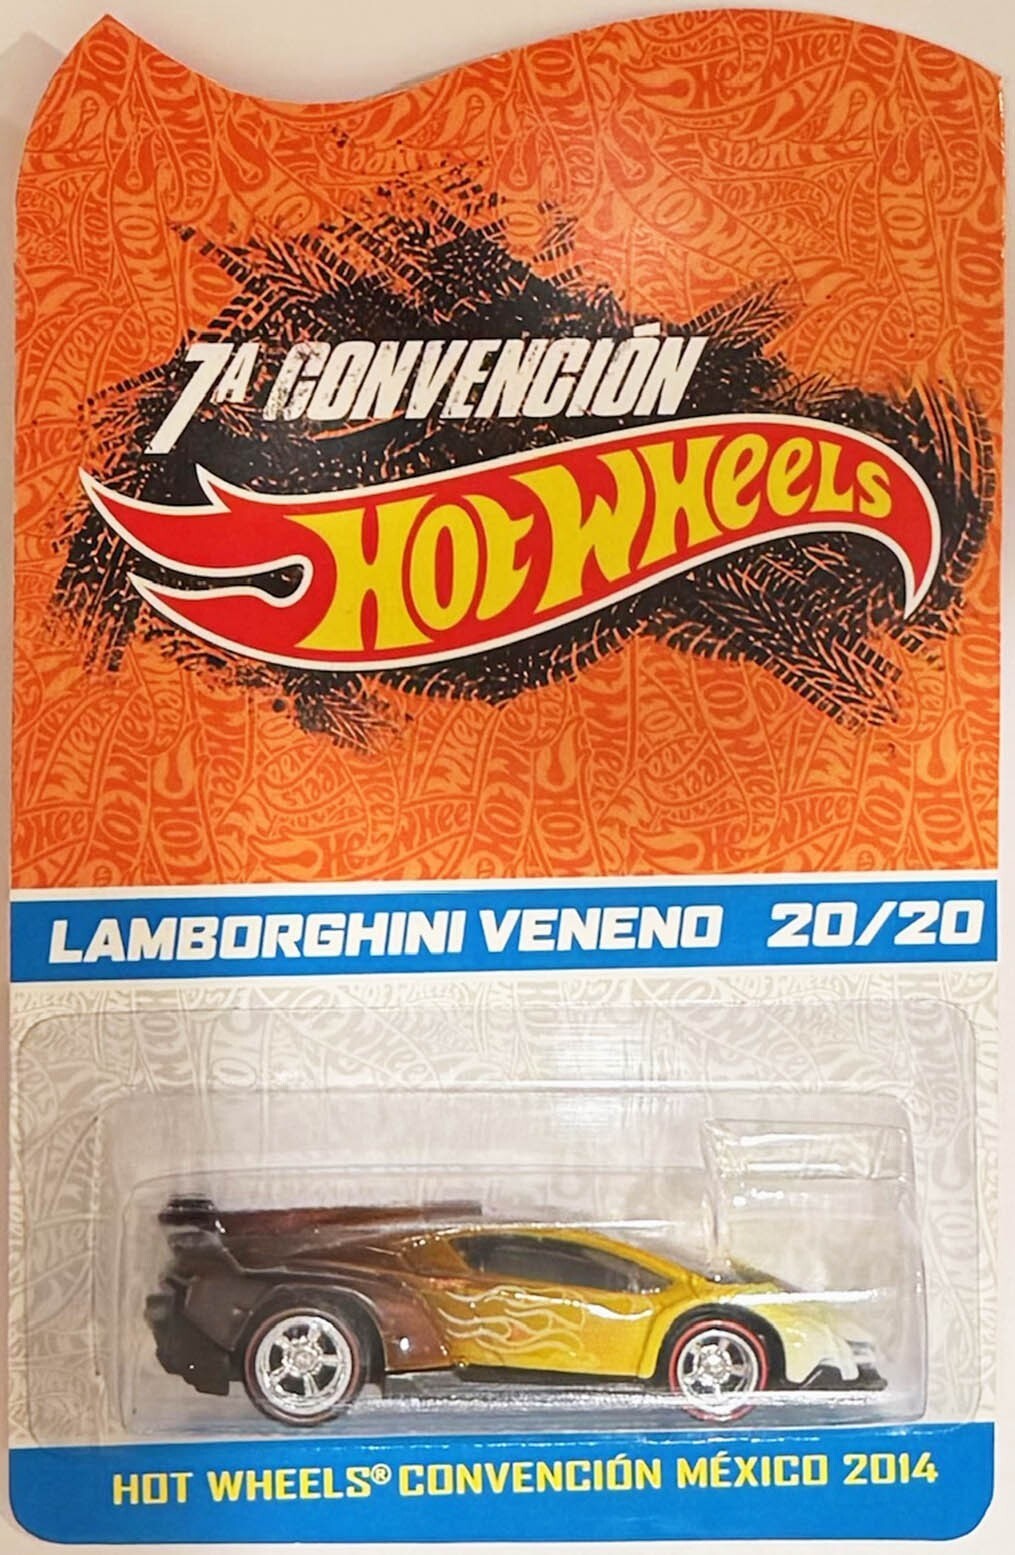 7A CONVENCIÓN
HOT WHEELS
LAMBORGHINI VENENO 20/20
HOT WHEELS® CONVENCIÓN MÉXICO 2014